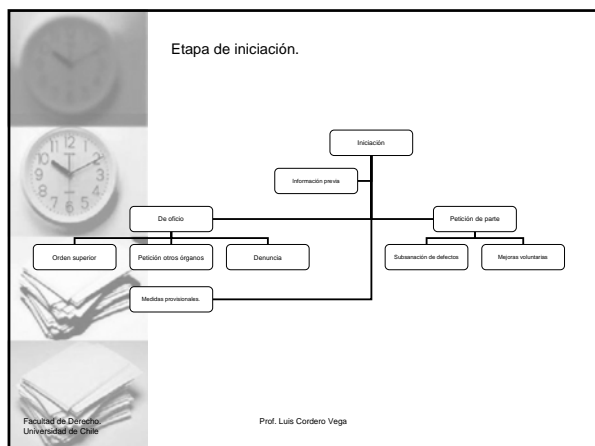 Etapa de iniciación.
Iniciación
Información previa
De oficio
Petición de parte
Orden superior
Petición otros órganos
Denuncia
Subsanación de defectos
Mejoras voluntarias
Medidas provisionales.
Facultad de Derecho.
Universidad de Chile
Prof. Luis Cordero Vega